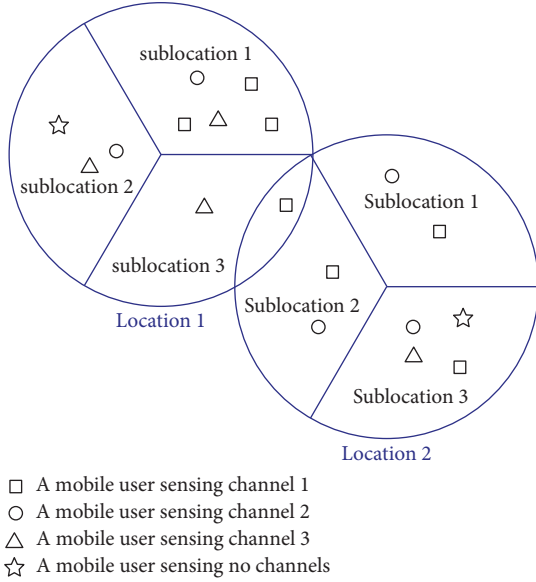 sublocation 1
sublocation 2
sublocation 3
Location 1
Sublocation 1
Sublocation 2
Sublocation 3
Location 2
A mobile user sensing channel 1
A mobile user sensing channel 2
A mobile user sensing channel 3
A mobile user sensing no channels